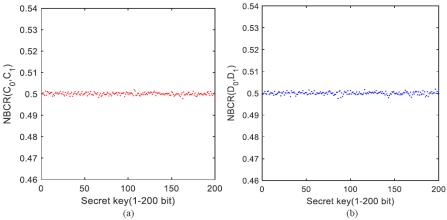 0.54
0.53
0.52
0.51
0.5
0.49
0.48
0.47
0.46
NBCR(C₀,C₁)
0 50 100 150 200
Secret key(1-200 bit)
(a)
0.54
0.53
0.52
0.51
0.5
0.49
0.48
0.47
0.46
NBCR(D₀,D₁)
0 50 100 150 200
Secret key(1-200 bit)
(b)